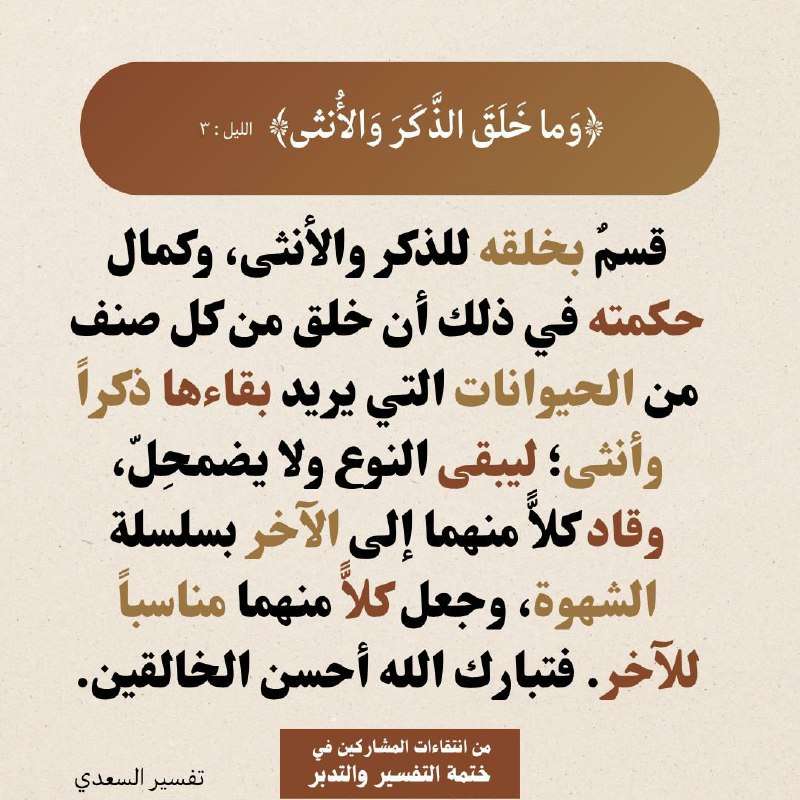 ﴿وَما خَلَقَ الذَّكَرَ وَالأُنثى﴾ الليل : ٣
قسمٌ بخلقه للذكر والأنثى، وكمال
حكمته في ذلك أن خلق من كل صنف
من الحيوانات التي يريد بقاءها ذكراً
وأنثى؛ ليبقى النوع ولا يضمحِلّ،
وقاد كلاًّ منهما إلى الآخر بسلسلة
الشهوة، وجعل كلاًّ منهما مناسباً
للآخر. فتبارك الله أحسن الخالقين.
من انتقاءات المشاركين في
ختمة التفسير والتدبر
تفسير السعدي